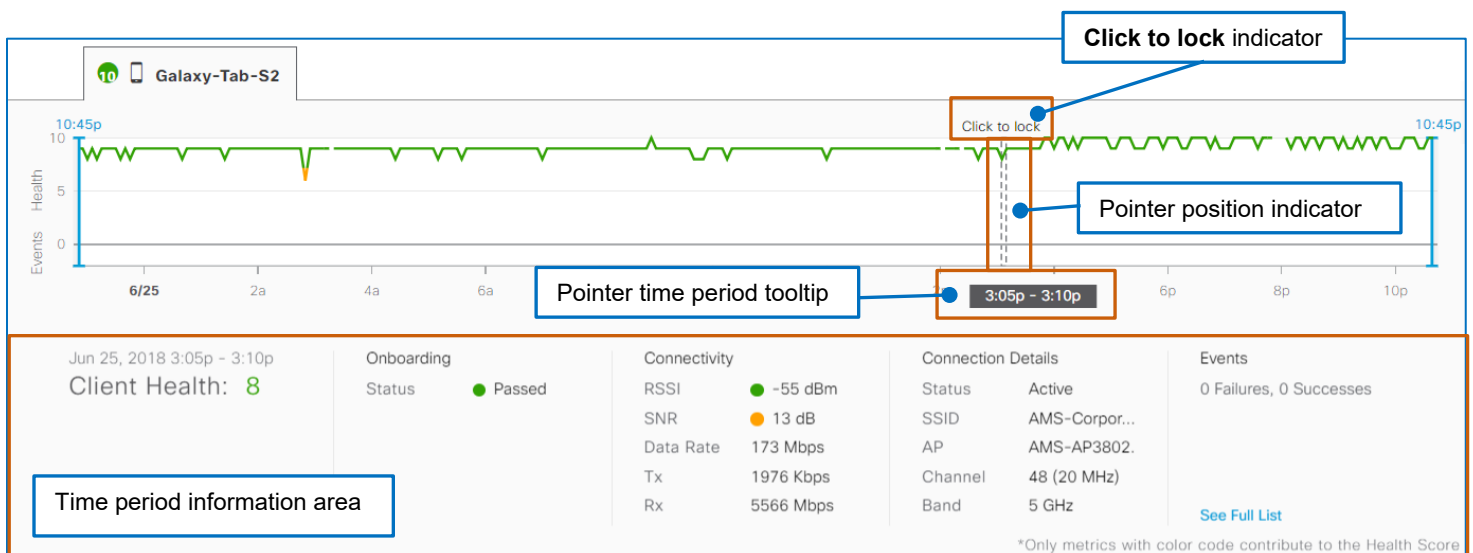 Click to lock indicator
10 Galaxy-Tab-S2
10:45p
Click to lock
10:45p
10
Health
5
Pointer position indicator
Events
0
6/25 2a 4a 6a 6p 8p 10p
Pointer time period tooltip
3:05p - 3:10p
Jun 25, 2018 3:05p - 3:10p
Client Health: 8
Onboarding
Status Passed
Connectivity
RSSI -55 dBm
SNR 13 dB
Data Rate 173 Mbps
Tx 1976 Kbps
Rx 5566 Mbps
Connection Details
Status Active
SSID AMS-Corpor...
AP AMS-AP3802.
Channel 48 (20 MHz)
Band 5 GHz
Events
0 Failures, 0 Successes
See Full List
Time period information area
*Only metrics with color code contribute to the Health Score